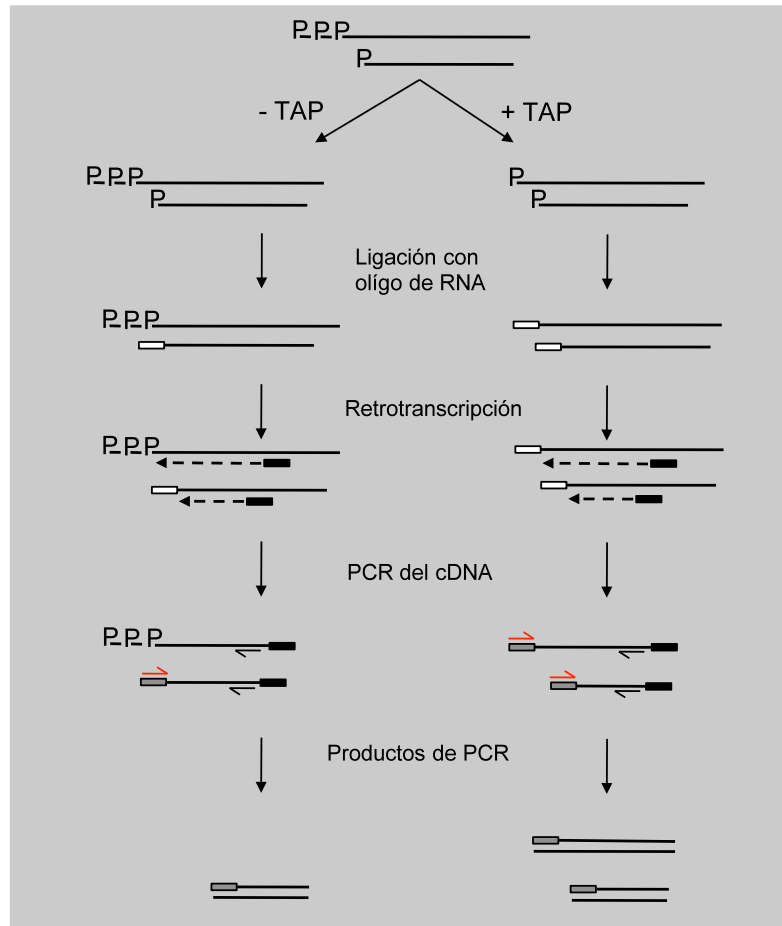 P P P
P
- TAP
+ TAP
P P P
P
P
P
Ligación con
olígo de RNA
P P P
Retrotranscripción
P P P
PCR del cDNA
P P P
Productos de PCR